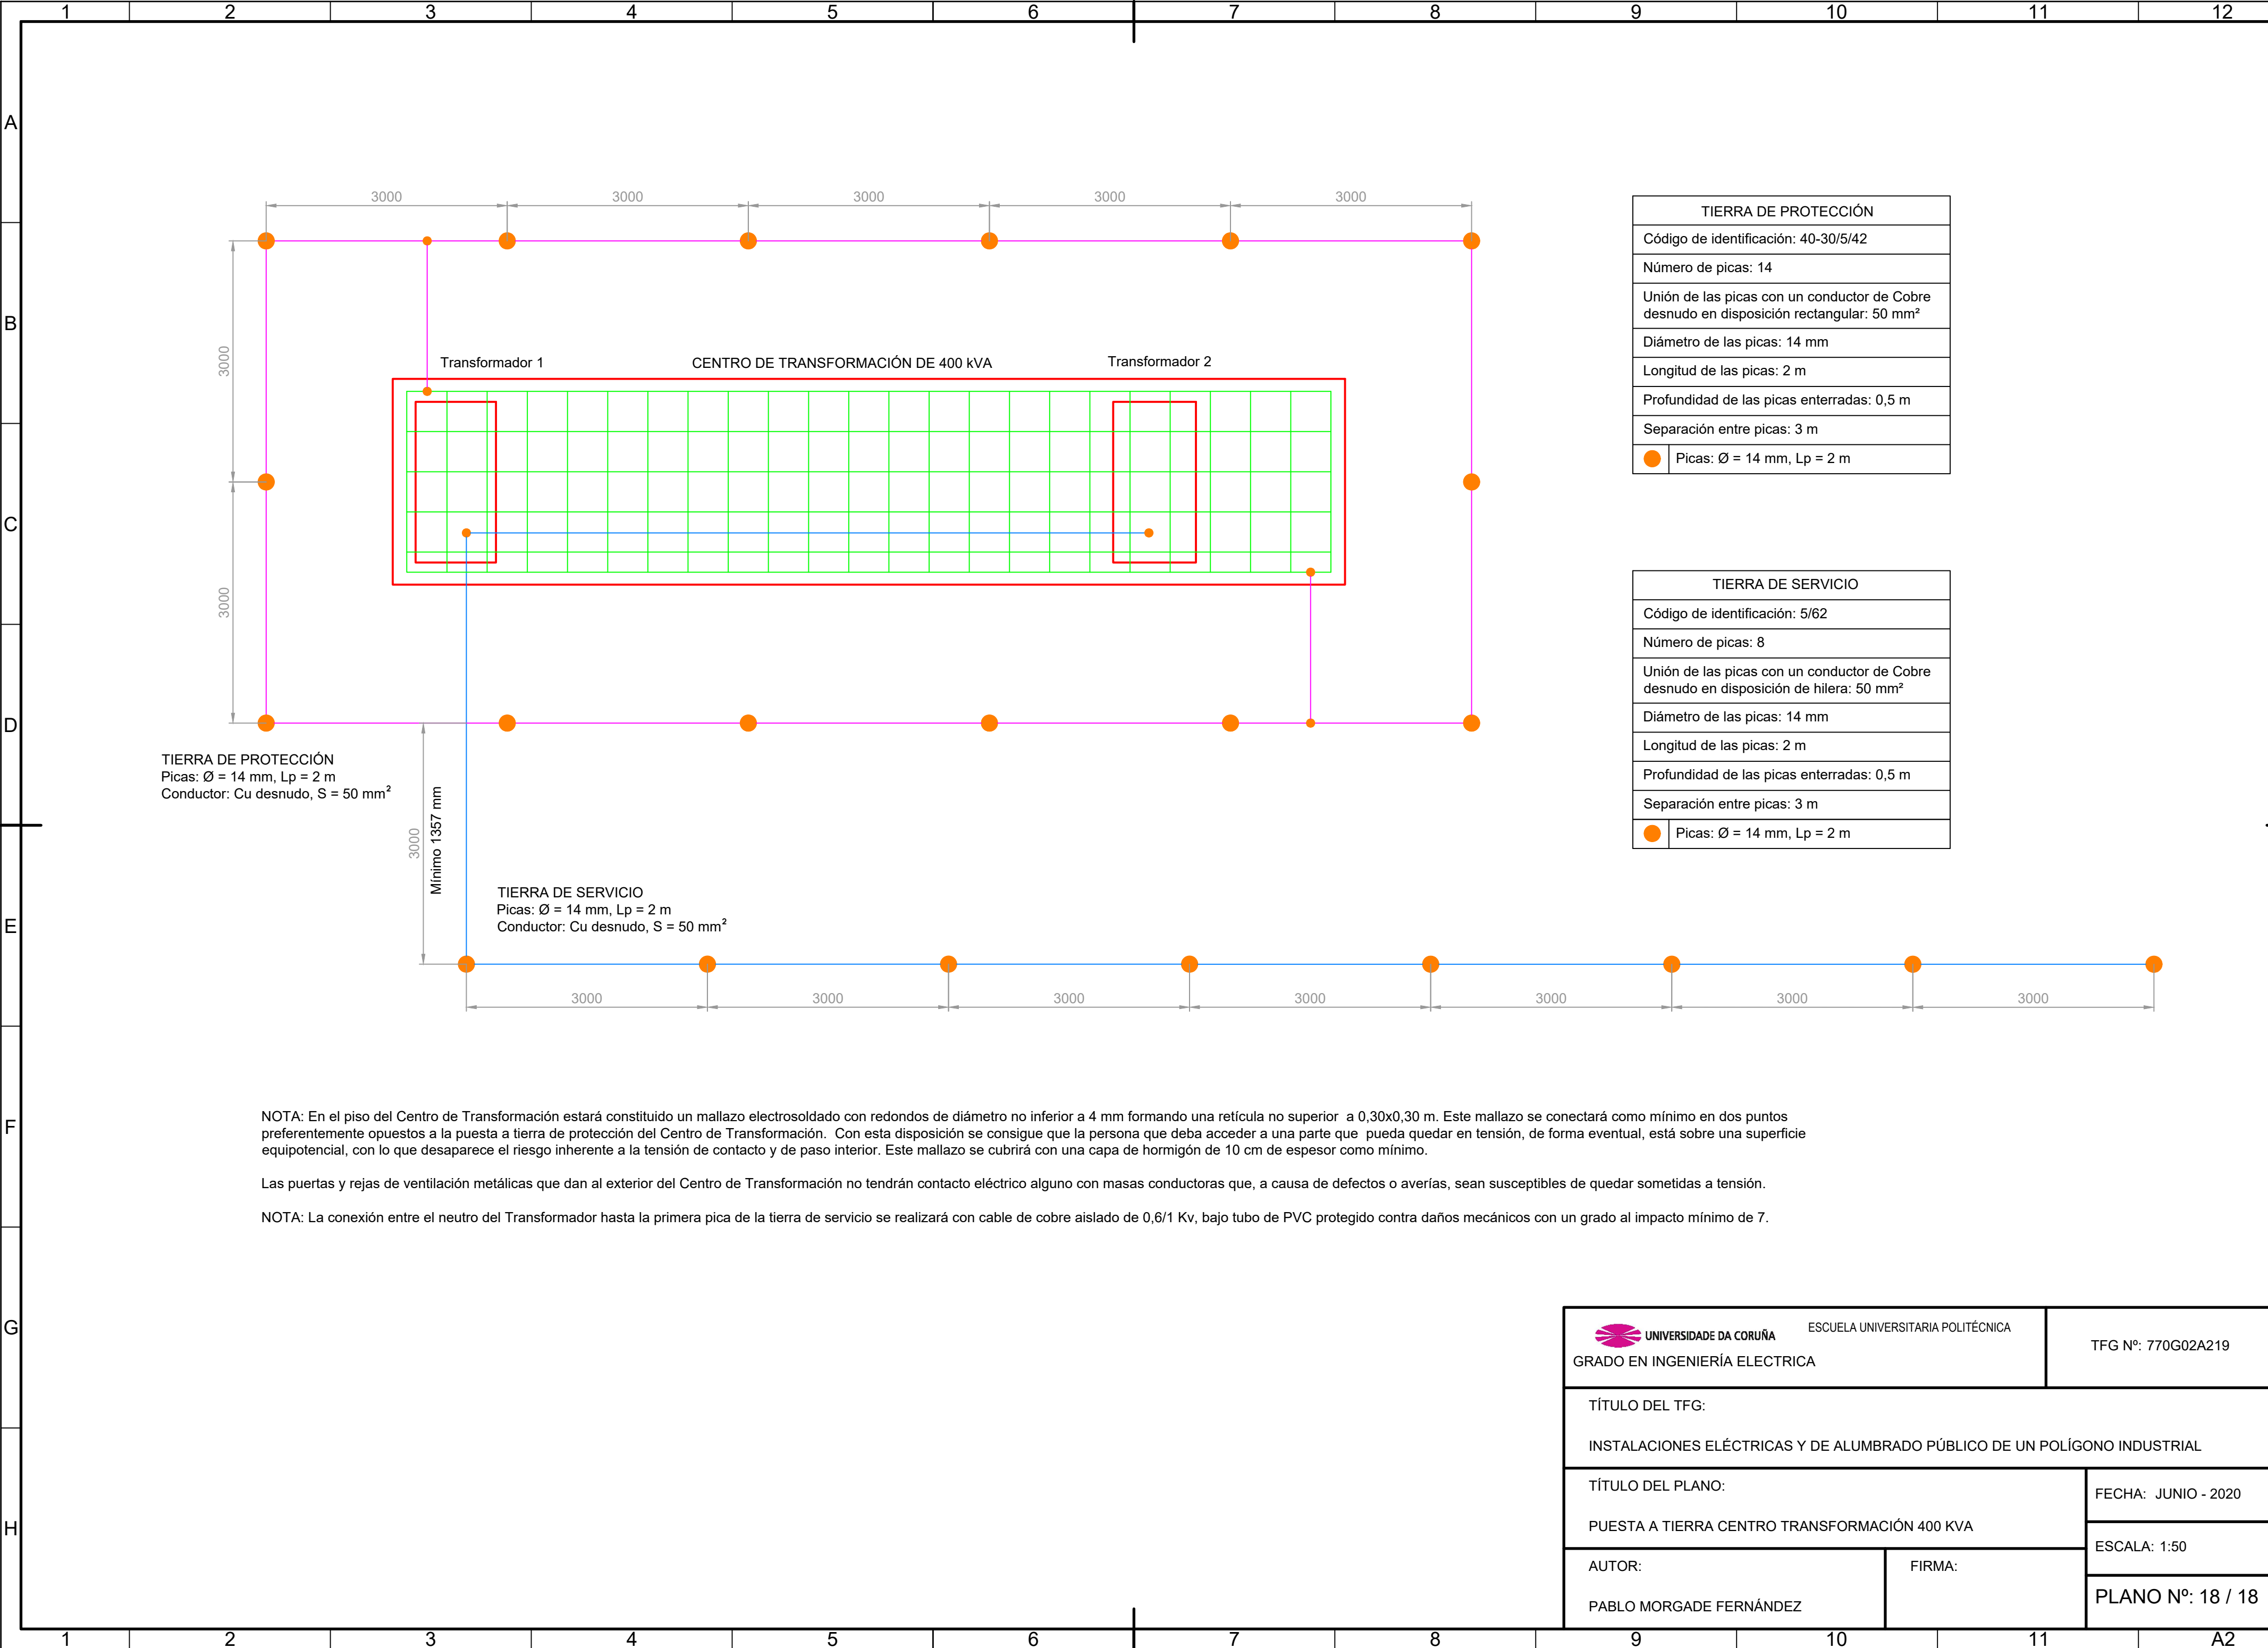 1 2 3 4 5 6 7 8 9 10 11 12
A
B
C
D
E
F
G
H
3000 3000 3000 3000 3000
3000
3000
Transformador 1
CENTRO DE TRANSFORMACIÓN DE 400 kVA
Transformador 2
TIERRA DE PROTECCIÓN
Picas: Ø = 14 mm, Lp = 2 m
Conductor: Cu desnudo, S = 50 mm²
3000
Mínimo 1357 mm
TIERRA DE SERVICIO
Picas: Ø = 14 mm, Lp = 2 m
Conductor: Cu desnudo, S = 50 mm²
3000 3000 3000 3000 3000 3000 3000
TIERRA DE PROTECCIÓN
Código de identificación: 40-30/5/42
Número de picas: 14
Unión de las picas con un conductor de Cobre
desnudo en disposición rectangular: 50 mm²
Diámetro de las picas: 14 mm
Longitud de las picas: 2 m
Profundidad de las picas enterradas: 0,5 m
Separación entre picas: 3 m
Picas: Ø = 14 mm, Lp = 2 m
TIERRA DE SERVICIO
Código de identificación: 5/62
Número de picas: 8
Unión de las picas con un conductor de Cobre
desnudo en disposición de hilera: 50 mm²
Diámetro de las picas: 14 mm
Longitud de las picas: 2 m
Profundidad de las picas enterradas: 0,5 m
Separación entre picas: 3 m
Picas: Ø = 14 mm, Lp = 2 m
NOTA: En el piso del Centro de Transformación estará constituido un mallazo electrosoldado con redondos de diámetro no inferior a 4 mm formando una retícula no superior a 0,30x0,30 m. Este mallazo se conectará como mínimo en dos puntos
preferentemente opuestos a la puesta a tierra de protección del Centro de Transformación. Con esta disposición se consigue que la persona que deba acceder a una parte que pueda quedar en tensión, de forma eventual, está sobre una superficie
equipotencial, con lo que desaparece el riesgo inherente a la tensión de contacto y de paso interior. Este mallazo se cubrirá con una capa de hormigón de 10 cm de espesor como mínimo.
Las puertas y rejas de ventilación metálicas que dan al exterior del Centro de Transformación no tendrán contacto eléctrico alguno con masas conductoras que, a causa de defectos o averías, sean susceptibles de quedar sometidas a tensión.
NOTA: La conexión entre el neutro del Transformador hasta la primera pica de la tierra de servicio se realizará con cable de cobre aislado de 0,6/1 Kv, bajo tubo de PVC protegido contra daños mecánicos con un grado al impacto mínimo de 7.
UNIVERSIDADE DA CORUÑA
ESCUELA UNIVERSITARIA POLITÉCNICA
GRADO EN INGENIERÍA ELECTRICA
TFG Nº: 770G02A219
TÍTULO DEL TFG:
INSTALACIONES ELÉCTRICAS Y DE ALUMBRADO PÚBLICO DE UN POLÍGONO INDUSTRIAL
TÍTULO DEL PLANO:
PUESTA A TIERRA CENTRO TRANSFORMACIÓN 400 KVA
FECHA: JUNIO - 2020
ESCALA: 1:50
AUTOR:
PABLO MORGADE FERNÁNDEZ
FIRMA:
PLANO Nº: 18 / 18
1 2 3 4 5 6 7 8 9 10 11 A2